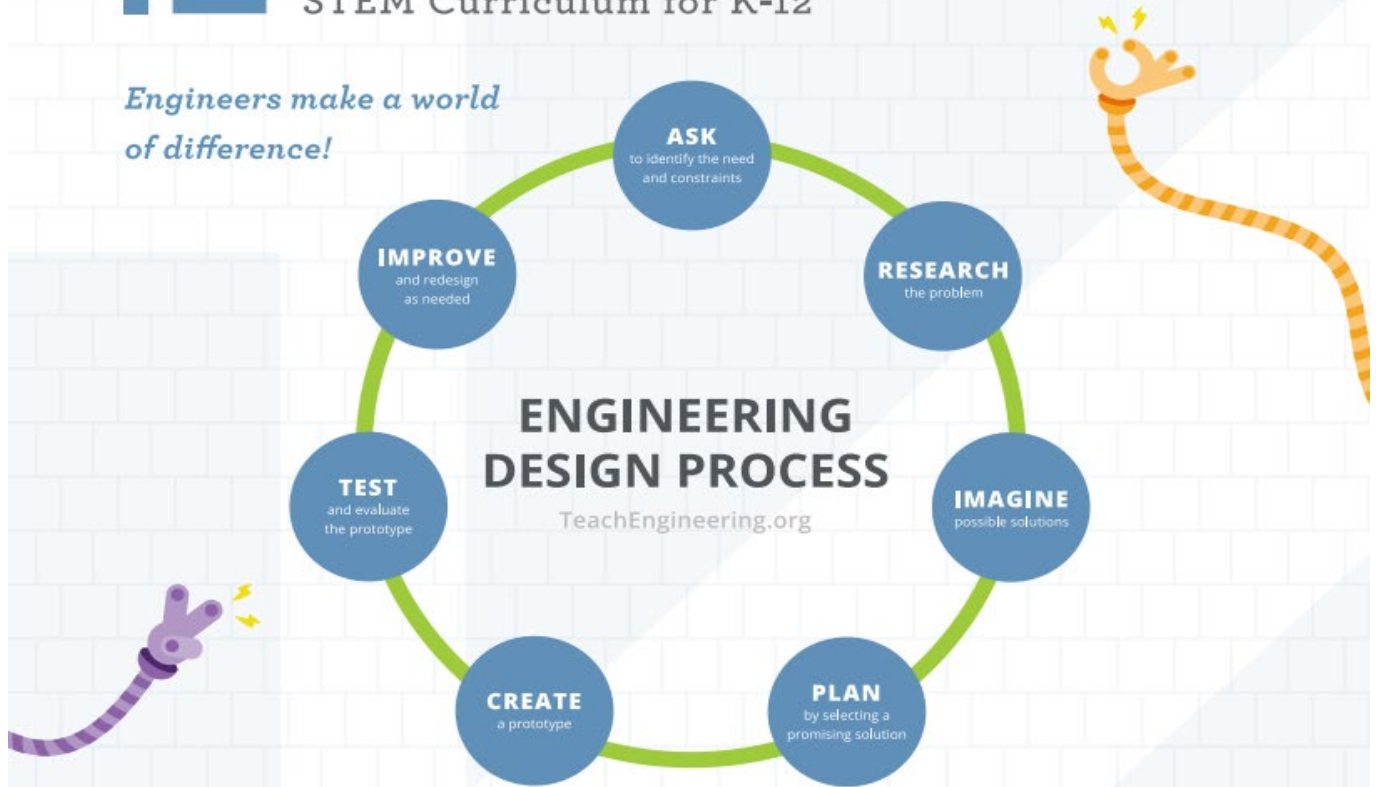 STEM Curriculum for K-12
Engineers make a world
of difference!
ASK
to identify the need
and constraints
RESEARCH
the problem
IMAGINE
possible solutions
PLAN
by selecting a
promising solution
CREATE
a prototype
TEST
and evaluate
the prototype
IMPROVE
and redesign
as needed
ENGINEERING
DESIGN PROCESS
TeachEngineering.org